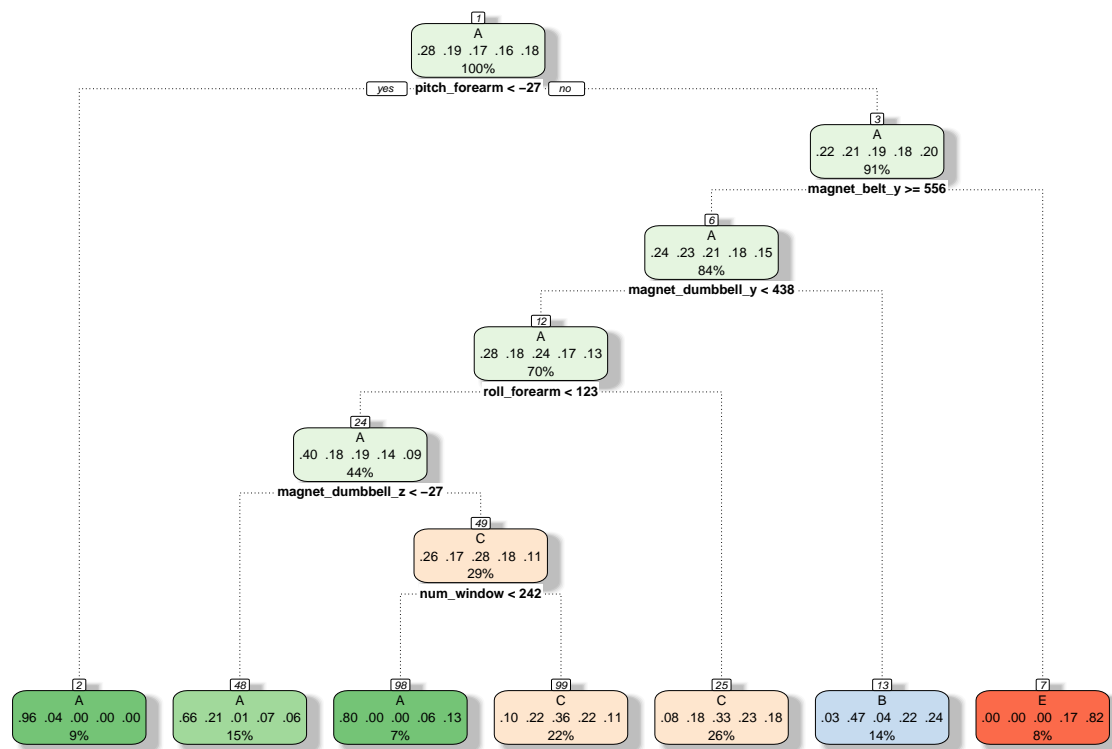 1
A
.28 .19 .17 .16 .18
100%
yes pitch_forearm < −27 no
3
A
.22 .21 .19 .18 .20
91%
magnet_belt_y >= 556
6
A
.24 .23 .21 .18 .15
84%
magnet_dumbbell_y < 438
12
A
.28 .18 .24 .17 .13
70%
roll_forearm < 123
24
A
.40 .18 .19 .14 .09
44%
magnet_dumbbell_z < −27
49
C
.26 .17 .28 .18 .11
29%
num_window < 242
2
A
.96 .04 .00 .00 .00
9%
48
A
.66 .21 .01 .07 .06
15%
98
A
.80 .00 .00 .06 .13
7%
99
C
.10 .22 .36 .22 .11
22%
25
C
.08 .18 .33 .23 .18
26%
13
B
.03 .47 .04 .22 .24
14%
7
E
.00 .00 .00 .17 .82
8%